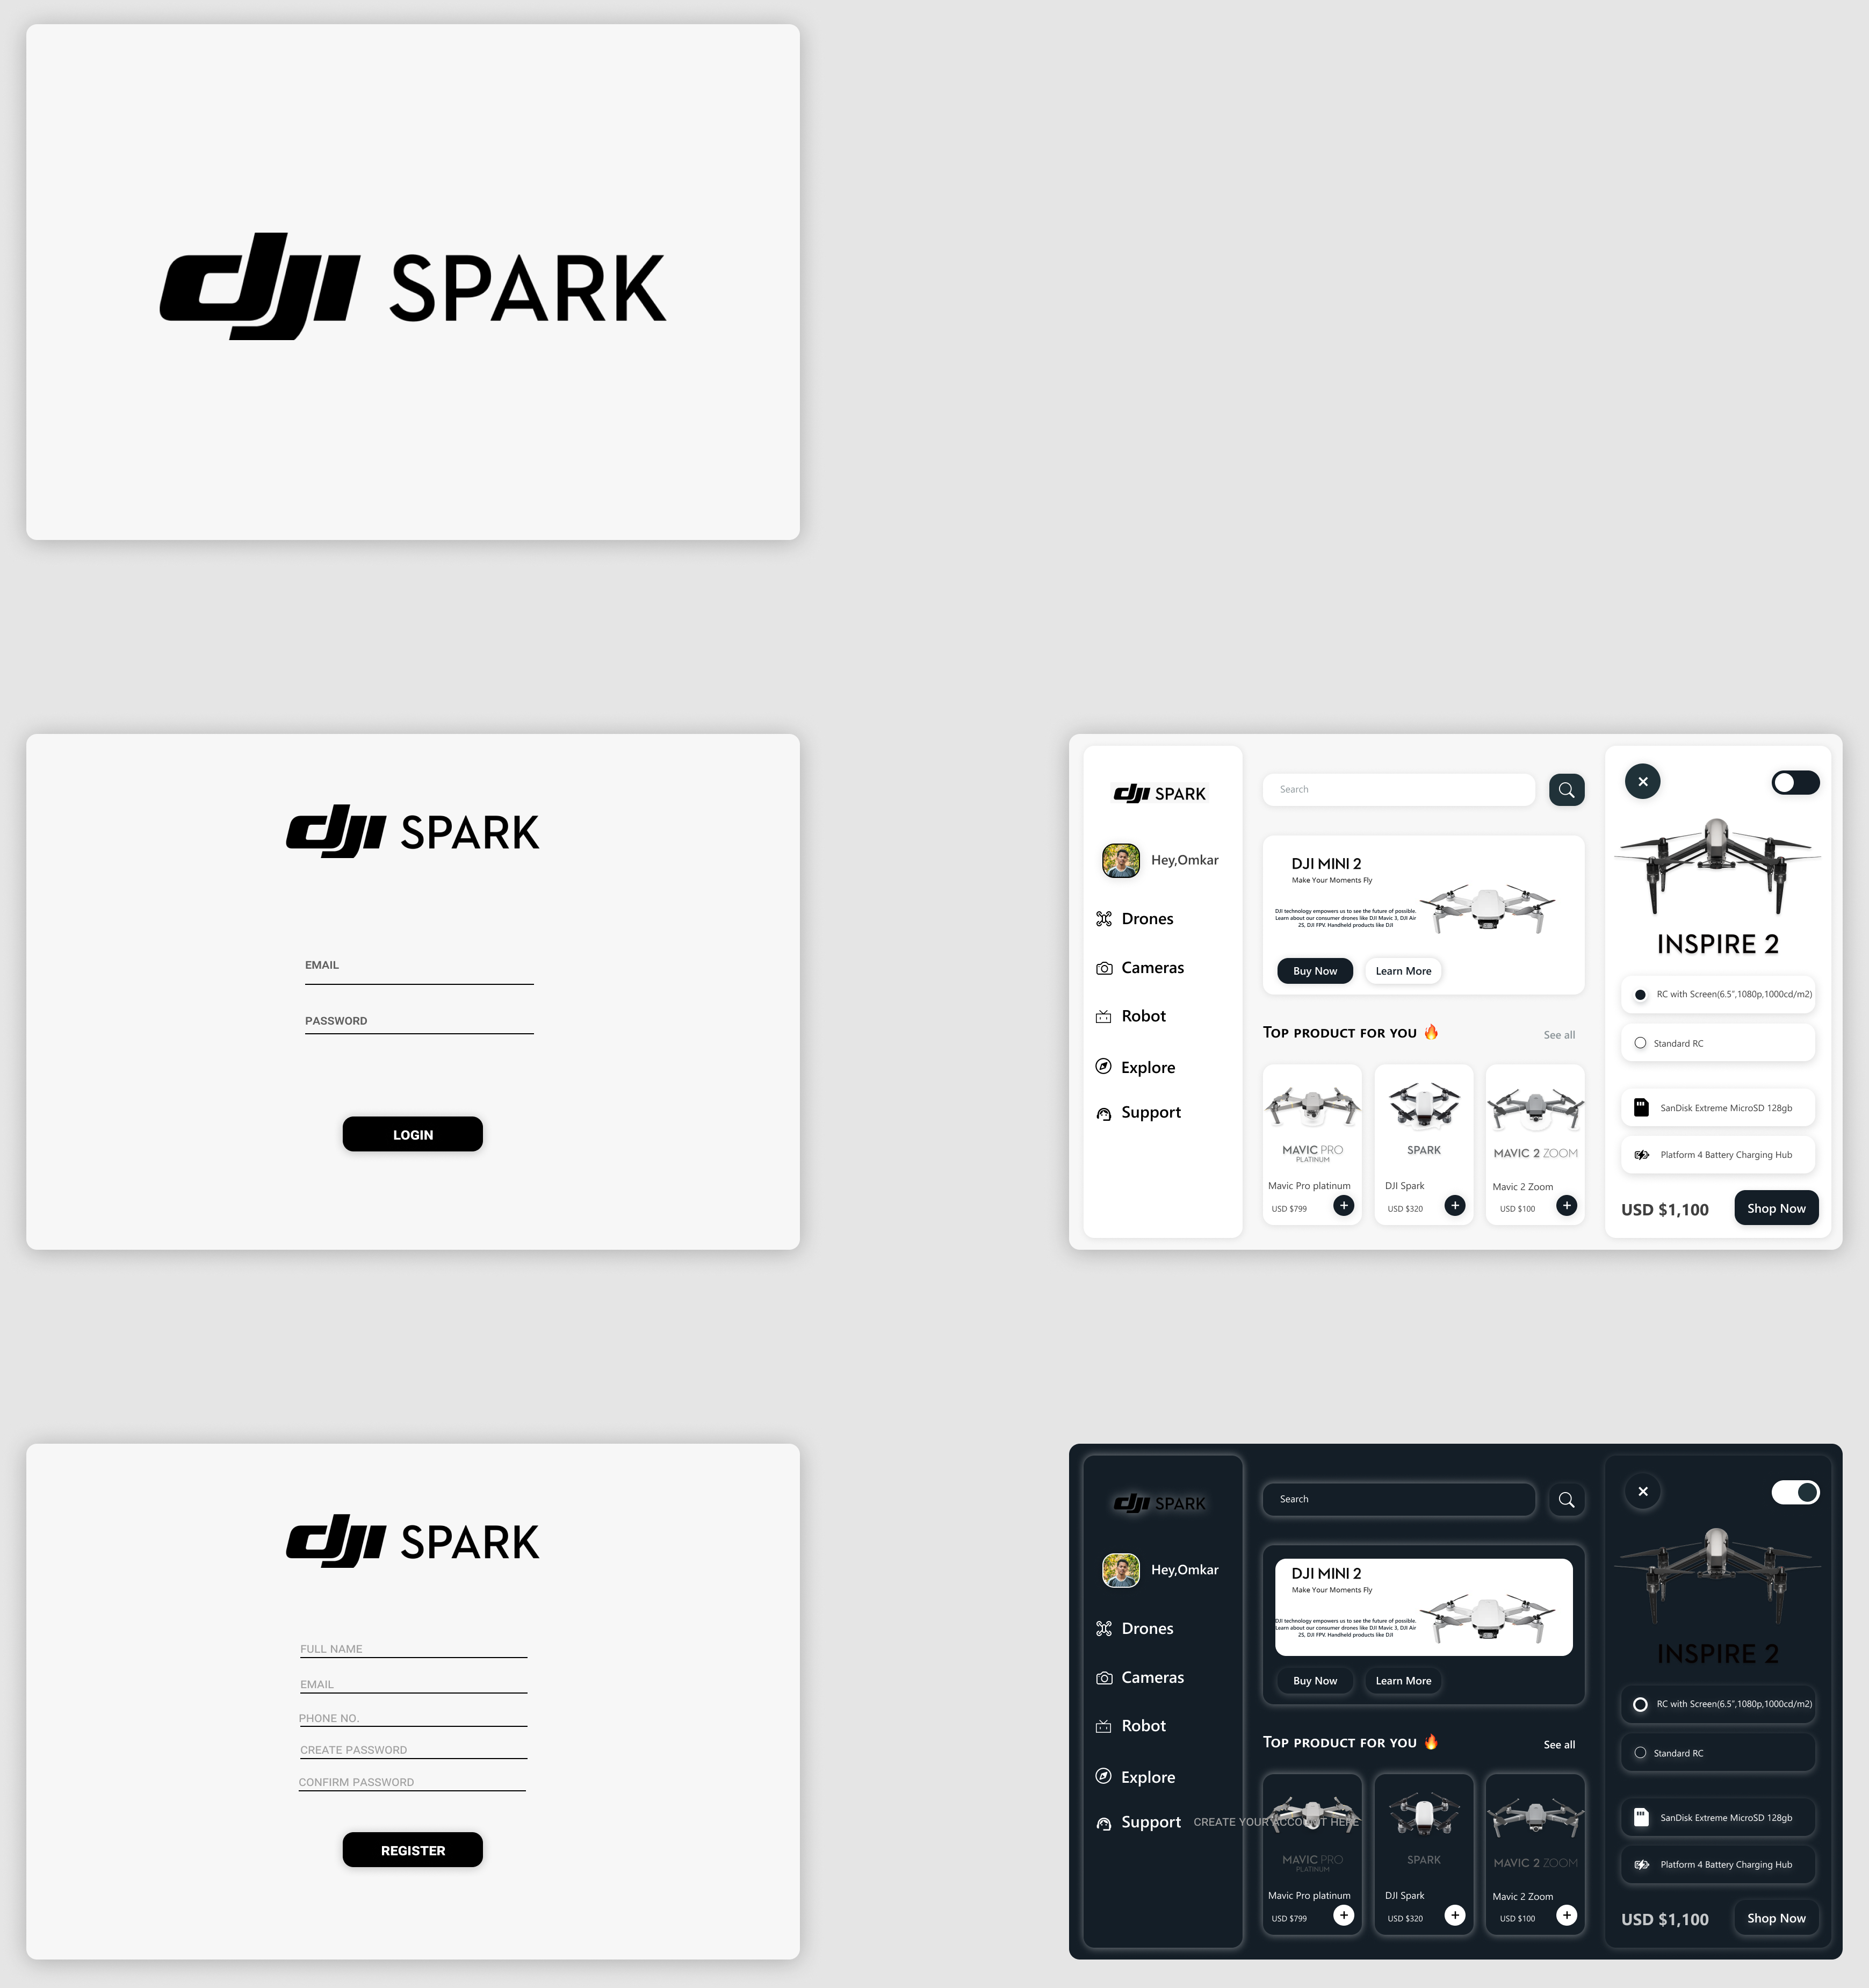 dji SPARK
dji SPARK
EMAIL
PASSWORD
LOGIN
dji SPARK
Hey,Omkar
Drones
Cameras
Robot
Explore
Support
Search
DJI MINI 2
Make Your Moments Fly
DJI technology empowers us to see the future of possible.
Learn about our consumer drones like DJI Mavic 3, DJI Air
2S, DJI FPV. Handheld products like DJI
Buy Now
Learn More
Top product for you 🔥
See all
MAVIC PRO
PLATINUM
Mavic Pro platinum
USD $799
SPARK
DJI Spark
USD $320
MAVIC 2 ZOOM
Mavic 2 Zoom
USD $100
INSPIRE 2
RC with Screen(6.5",1080p,1000cd/m2)
Standard RC
SanDisk Extreme MicroSD 128gb
Platform 4 Battery Charging Hub
USD $1,100
Shop Now
dji SPARK
FULL NAME
EMAIL
PHONE NO.
CREATE PASSWORD
CONFIRM PASSWORD
REGISTER
dji SPARK
Hey,Omkar
Drones
Cameras
Robot
Explore
Support
CREATE YOUR ACCOUNT HERE
Search
DJI MINI 2
Make Your Moments Fly
DJI technology empowers us to see the future of possible.
Learn about our consumer drones like DJI Mavic 3, DJI Air
2S, DJI FPV. Handheld products like DJI
Buy Now
Learn More
Top product for you 🔥
See all
MAVIC PRO
PLATINUM
Mavic Pro platinum
USD $799
SPARK
DJI Spark
USD $320
MAVIC 2 ZOOM
Mavic 2 Zoom
USD $100
INSPIRE 2
RC with Screen(6.5",1080p,1000cd/m2)
Standard RC
SanDisk Extreme MicroSD 128gb
Platform 4 Battery Charging Hub
USD $1,100
Shop Now